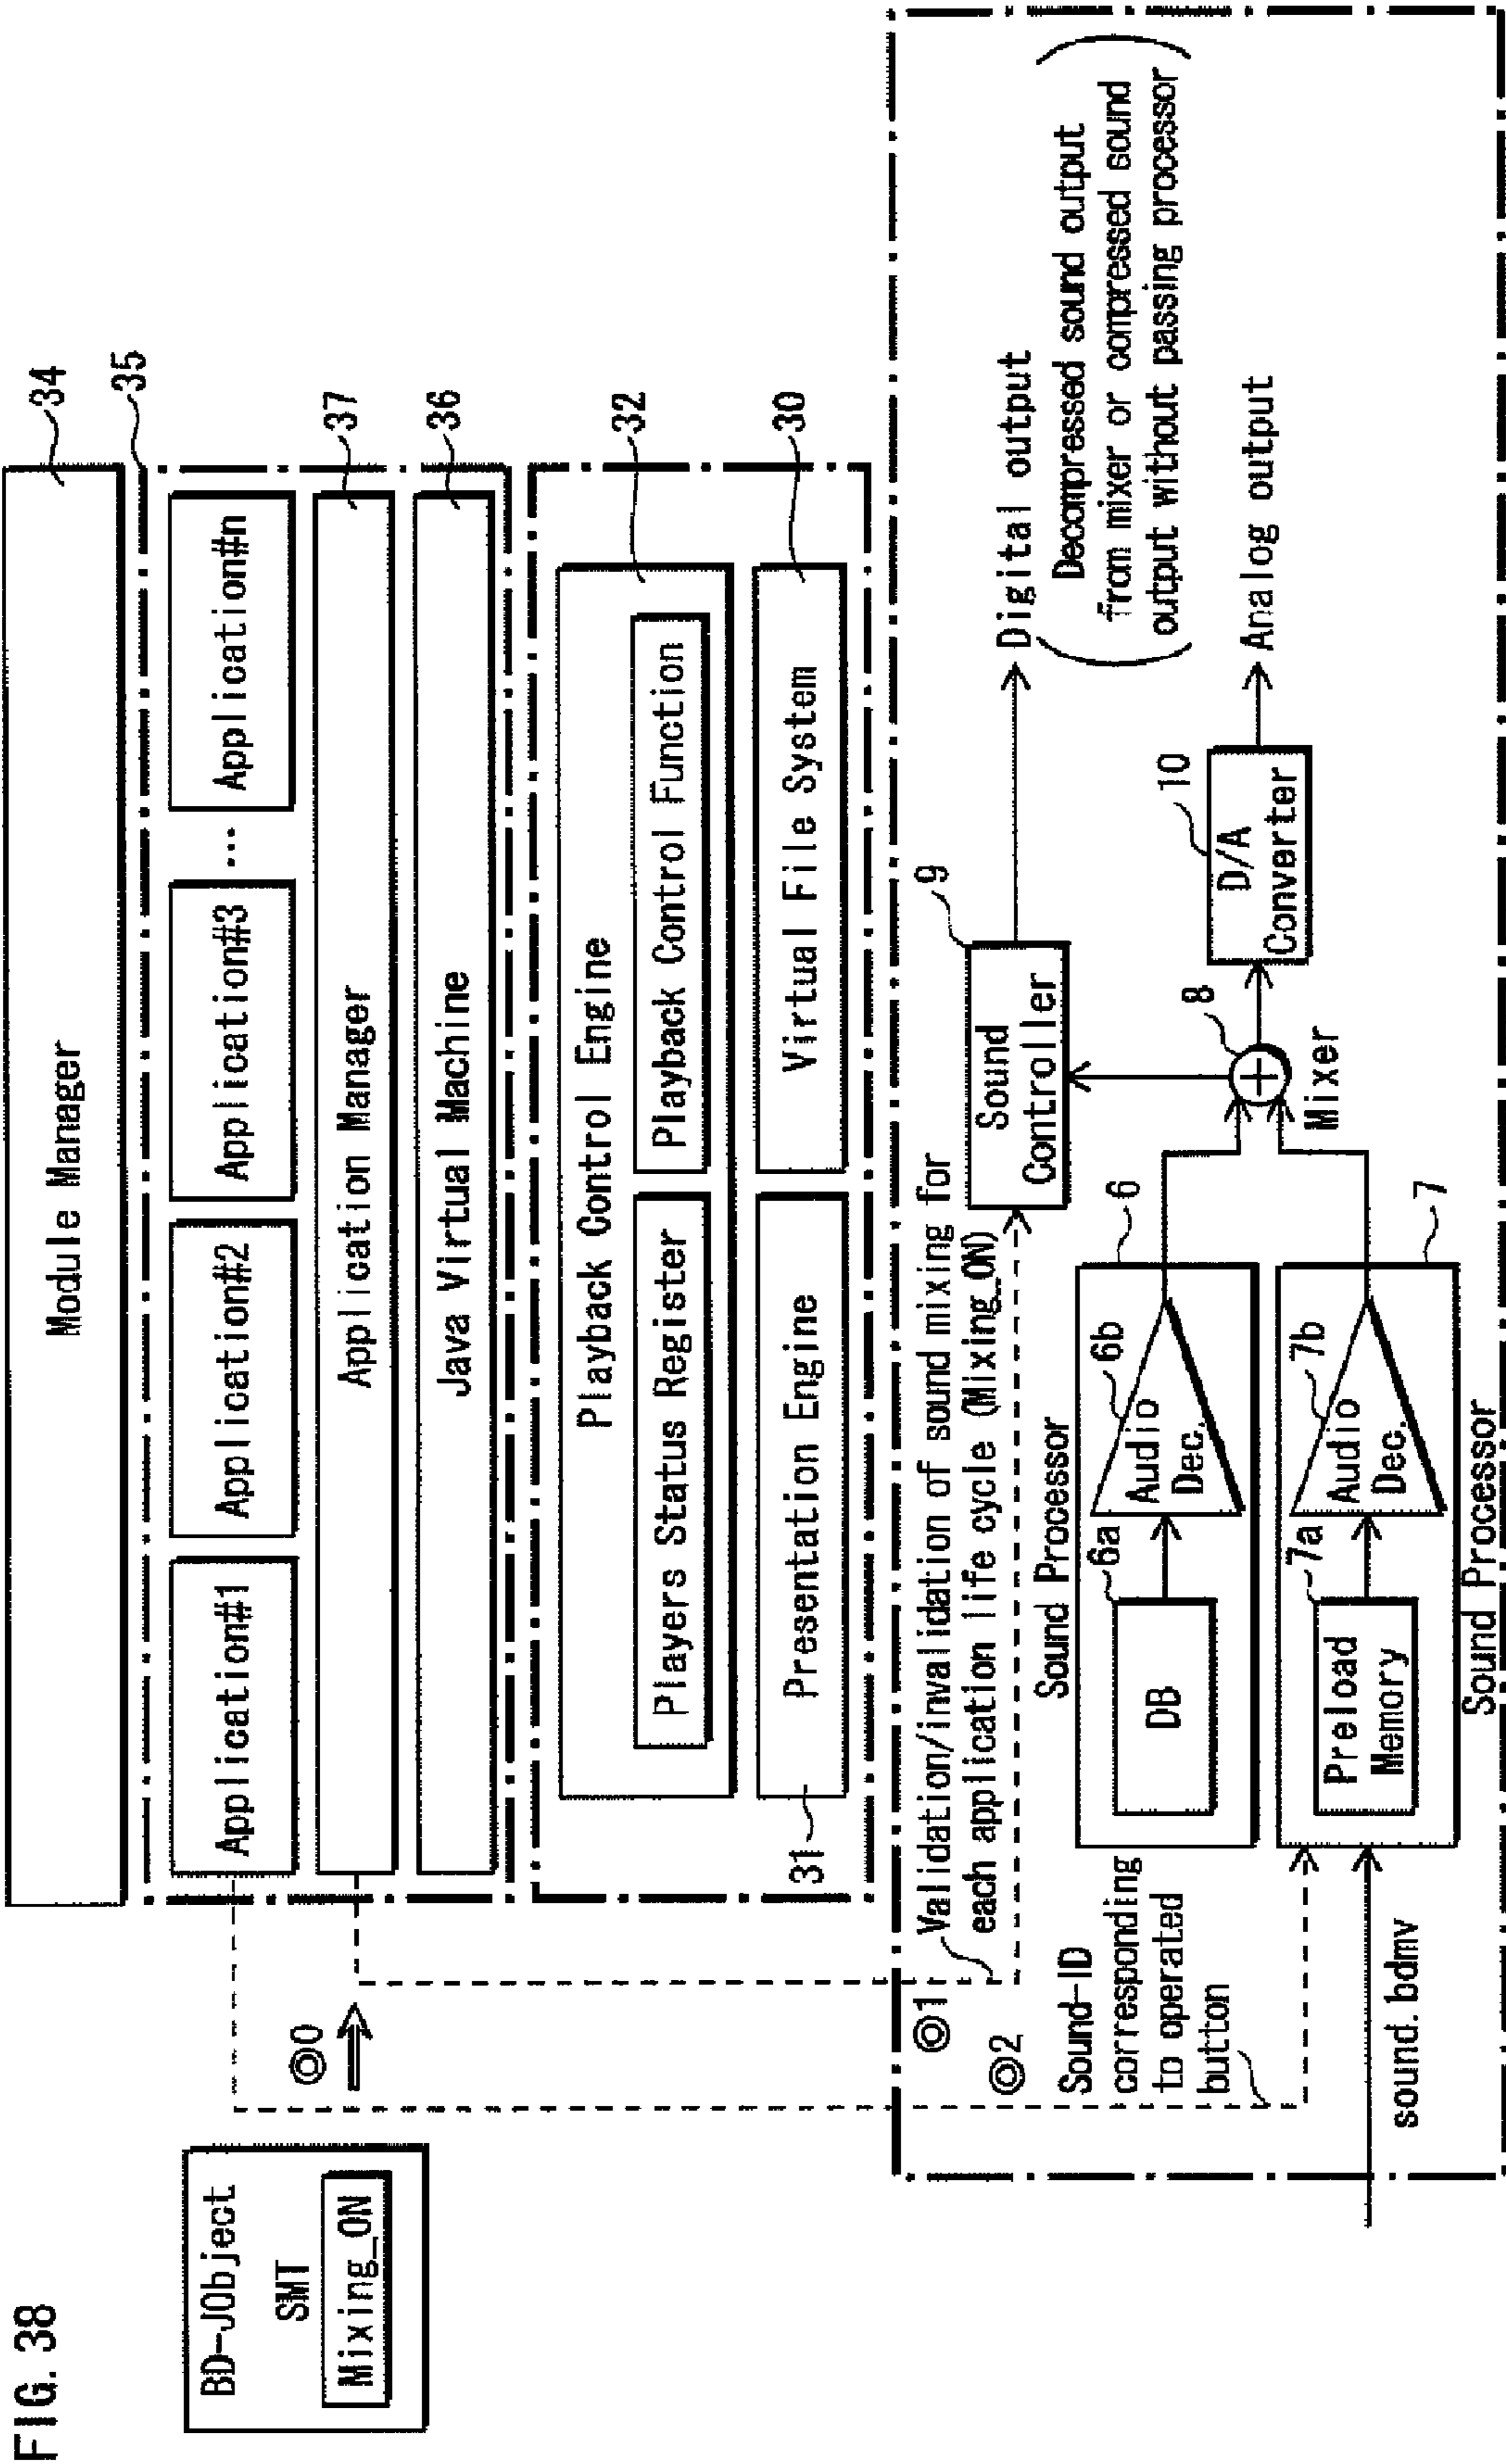 FIG. 38
BD-JObject
SMT
Mixing_ON
◎0
Module Manager
34
35
Application#1
Application#2
Application#3
...
Application#n
Application Manager
37
Java Virtual Machine
36
Playback Control Engine
32
Players Status Register
Playback Control Function
Presentation Engine
31
Virtual File System
30
◎1
Validation/invalidation of sound mixing for
each application life cycle (Mixing_ON)
◎2
Sound-ID
corresponding
to operated
button
Sound Processor
6
6a
DB
6b
Audio
Dec.
7
7a
Preload
Memory
7b
Audio
Dec.
Sound Processor
sound.bdmv
8
Mixer
9
Sound
Controller
10
D/A
Converter
Digital output
Decompressed sound output
from mixer or compressed sound
output without passing processor
Analog output